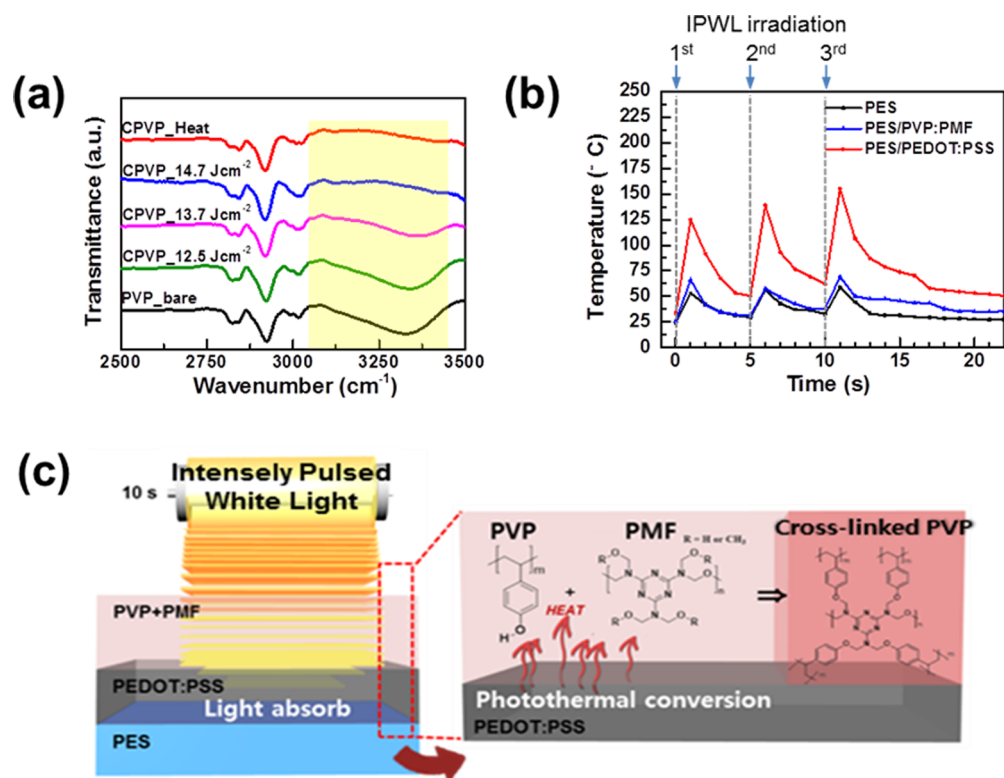 (a)
Transmittance (a.u.)
CPVP_Heat
CPVP_14.7 Jcm-2
CPVP_13.7 Jcm-2
CPVP_12.5 Jcm-2
PVP_bare
2500 2750 3000 3250 3500
Wavenumber (cm-1)
(b)
IPWL irradiation
1st 2nd 3rd
Temperature (° C)
250
225
200
175
150
125
100
75
50
25
0
PES
PES/PVP:PMF
PES/PEDOT:PSS
0 5 10 15 20
Time (s)
(c)
Intensely Pulsed
White Light
10 s
PVP+PMF
PEDOT:PSS
Light absorb
PES
PVP
PMF
R = H or CH3
Cross-linked PVP
m
H
O
+
HEAT
R
O
N
m
⇒
Photothermal conversion
PEDOT:PSS